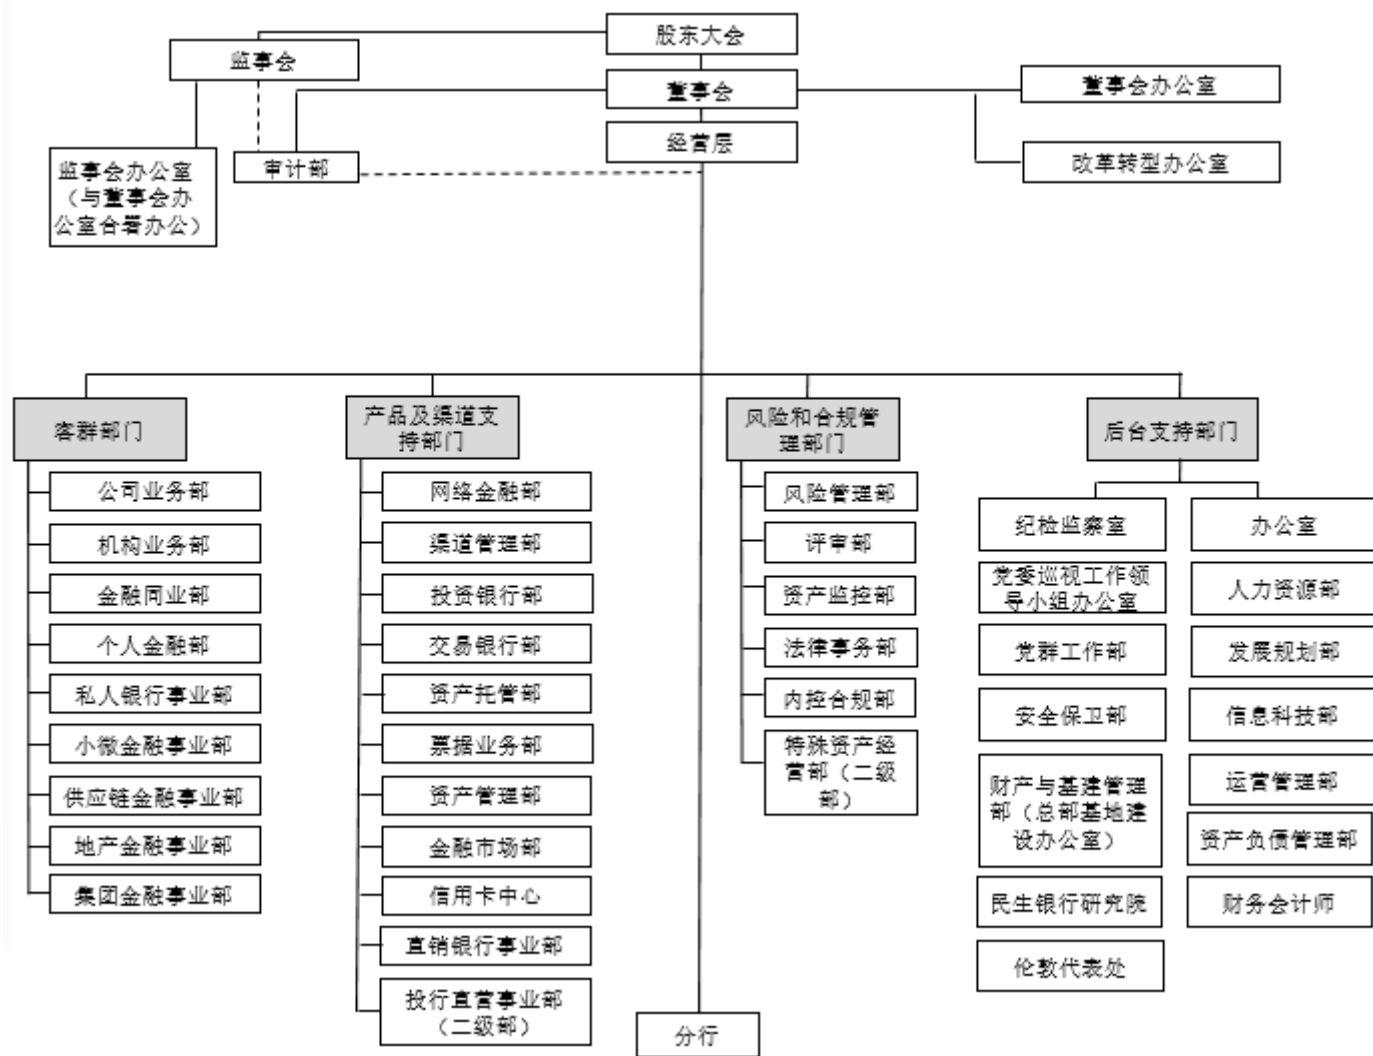 股东大会
监事会
董事会
董事会办公室
经营层
监事会办公室
（与董事会办
公室合署办公）
审计部
改革转型办公室
客群部门
公司业务部
机构业务部
金融同业部
个人金融部
私人银行事业部
小微金融事业部
供应链金融事业部
地产金融事业部
集团金融事业部
产品及渠道支
持部门
网络金融部
渠道管理部
投资银行部
交易银行部
资产托管部
票据业务部
资产管理部
金融市场部
信用卡中心
直销银行事业部
投行直营事业部
（二级部）
风险和合规管
理部门
风险管理部
评审部
资产监控部
法律事务部
内控合规部
特殊资产经
营部（二级
部）
后台支持部门
纪检监察室
党委巡视工作领
导小组办公室
党群工作部
安全保卫部
财产与基建管理
部（总部基地建
设办公室）
民生银行研究院
伦敦代表处
办公室
人力资源部
发展规划部
信息科技部
运营管理部
资产负债管理部
财务会计师
分行